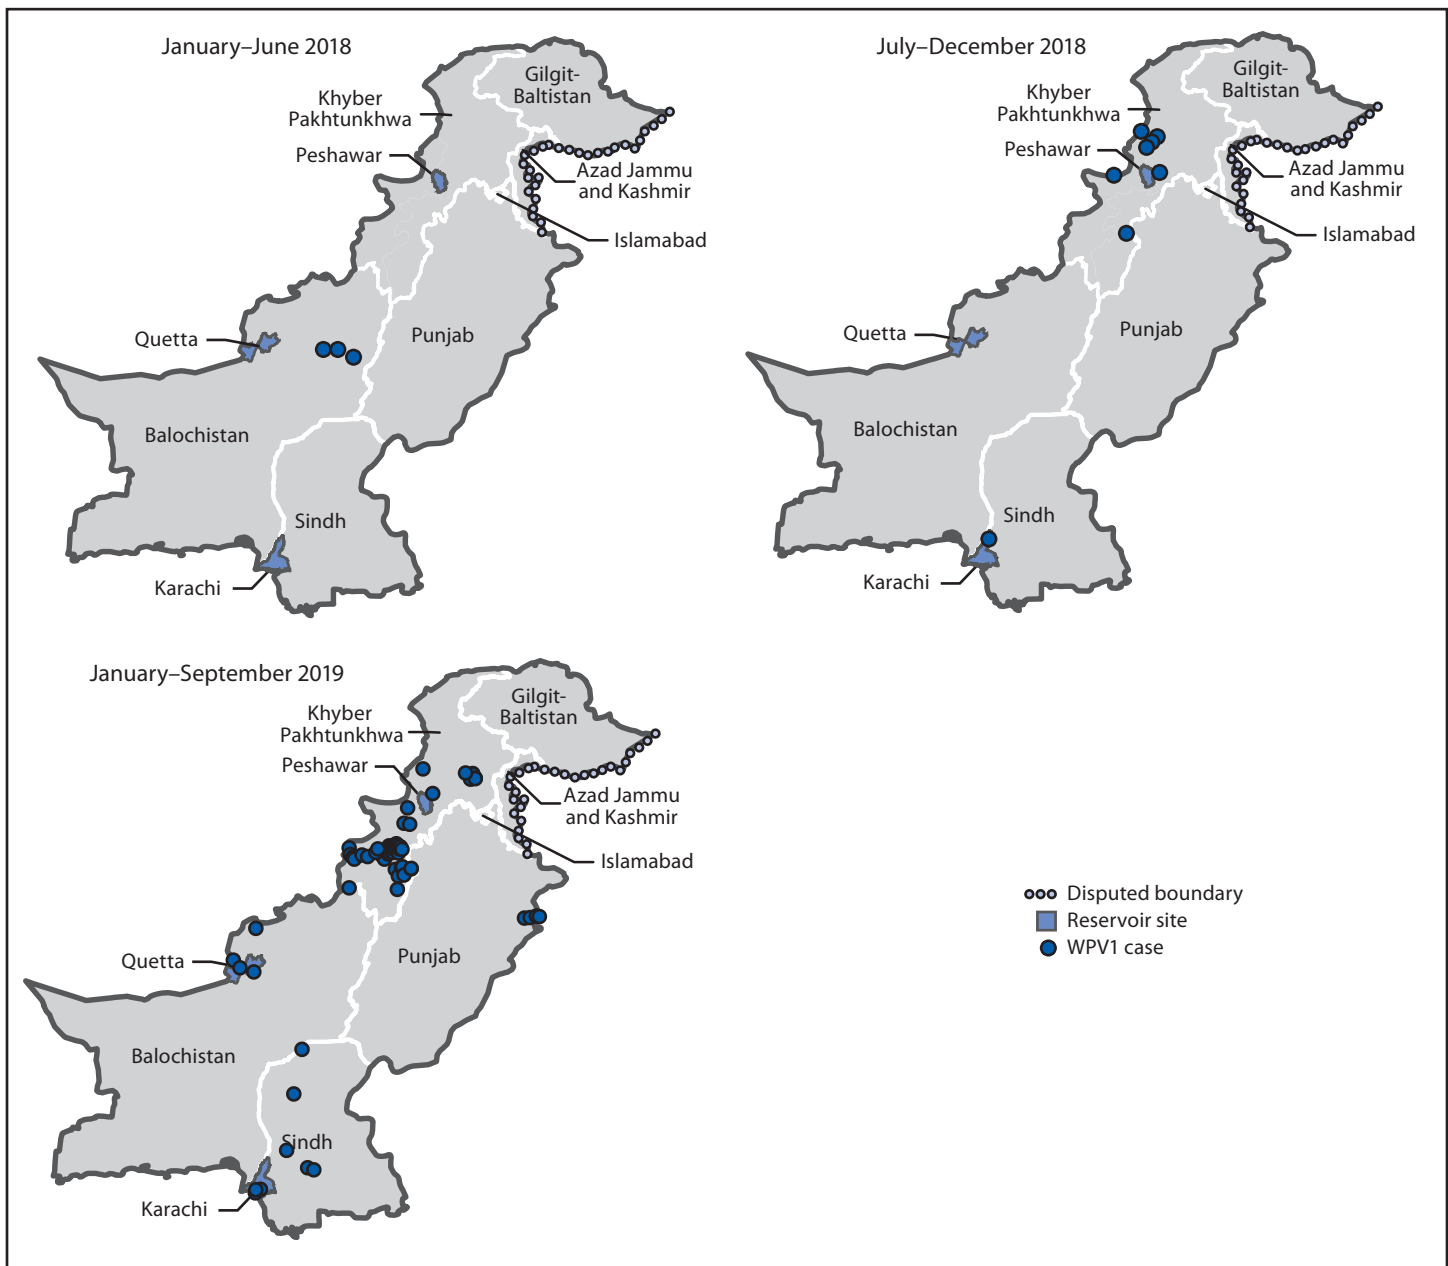 January–June 2018
Gilgit-
Baltistan
Khyber
Pakhtunkhwa
Peshawar
Azad Jammu
and Kashmir
Islamabad
Quetta
Punjab
Balochistan
Sindh
Karachi
July–December 2018
Gilgit-
Baltistan
Khyber
Pakhtunkhwa
Peshawar
Azad Jammu
and Kashmir
Islamabad
Quetta
Punjab
Balochistan
Sindh
Karachi
January–September 2019
Gilgit-
Baltistan
Khyber
Pakhtunkhwa
Peshawar
Azad Jammu
and Kashmir
Islamabad
Quetta
Punjab
Balochistan
Sindh
Karachi
Disputed boundary
Reservoir site
WPV1 case